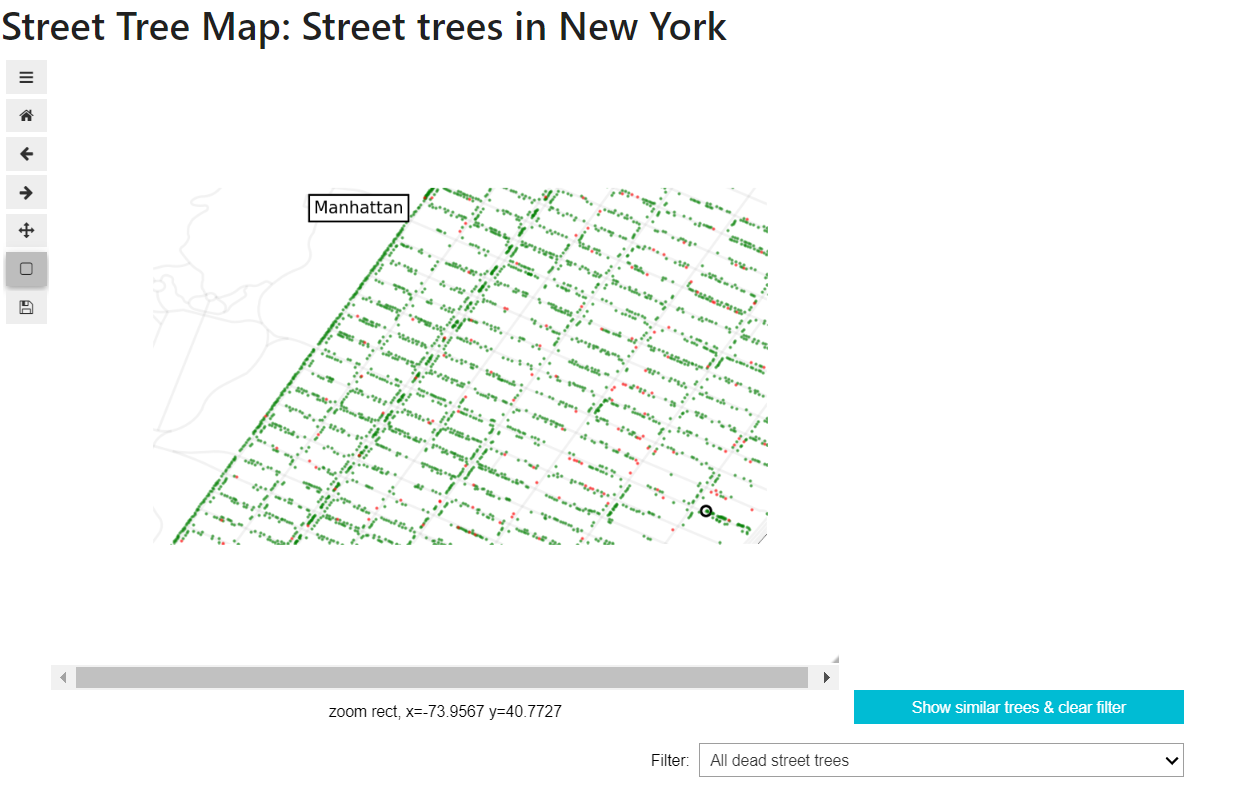 Street Tree Map: Street trees in New York
Manhattan
zoom rect, x=-73.9567 y=40.7727
Show similar trees & clear filter
Filter: All dead street trees